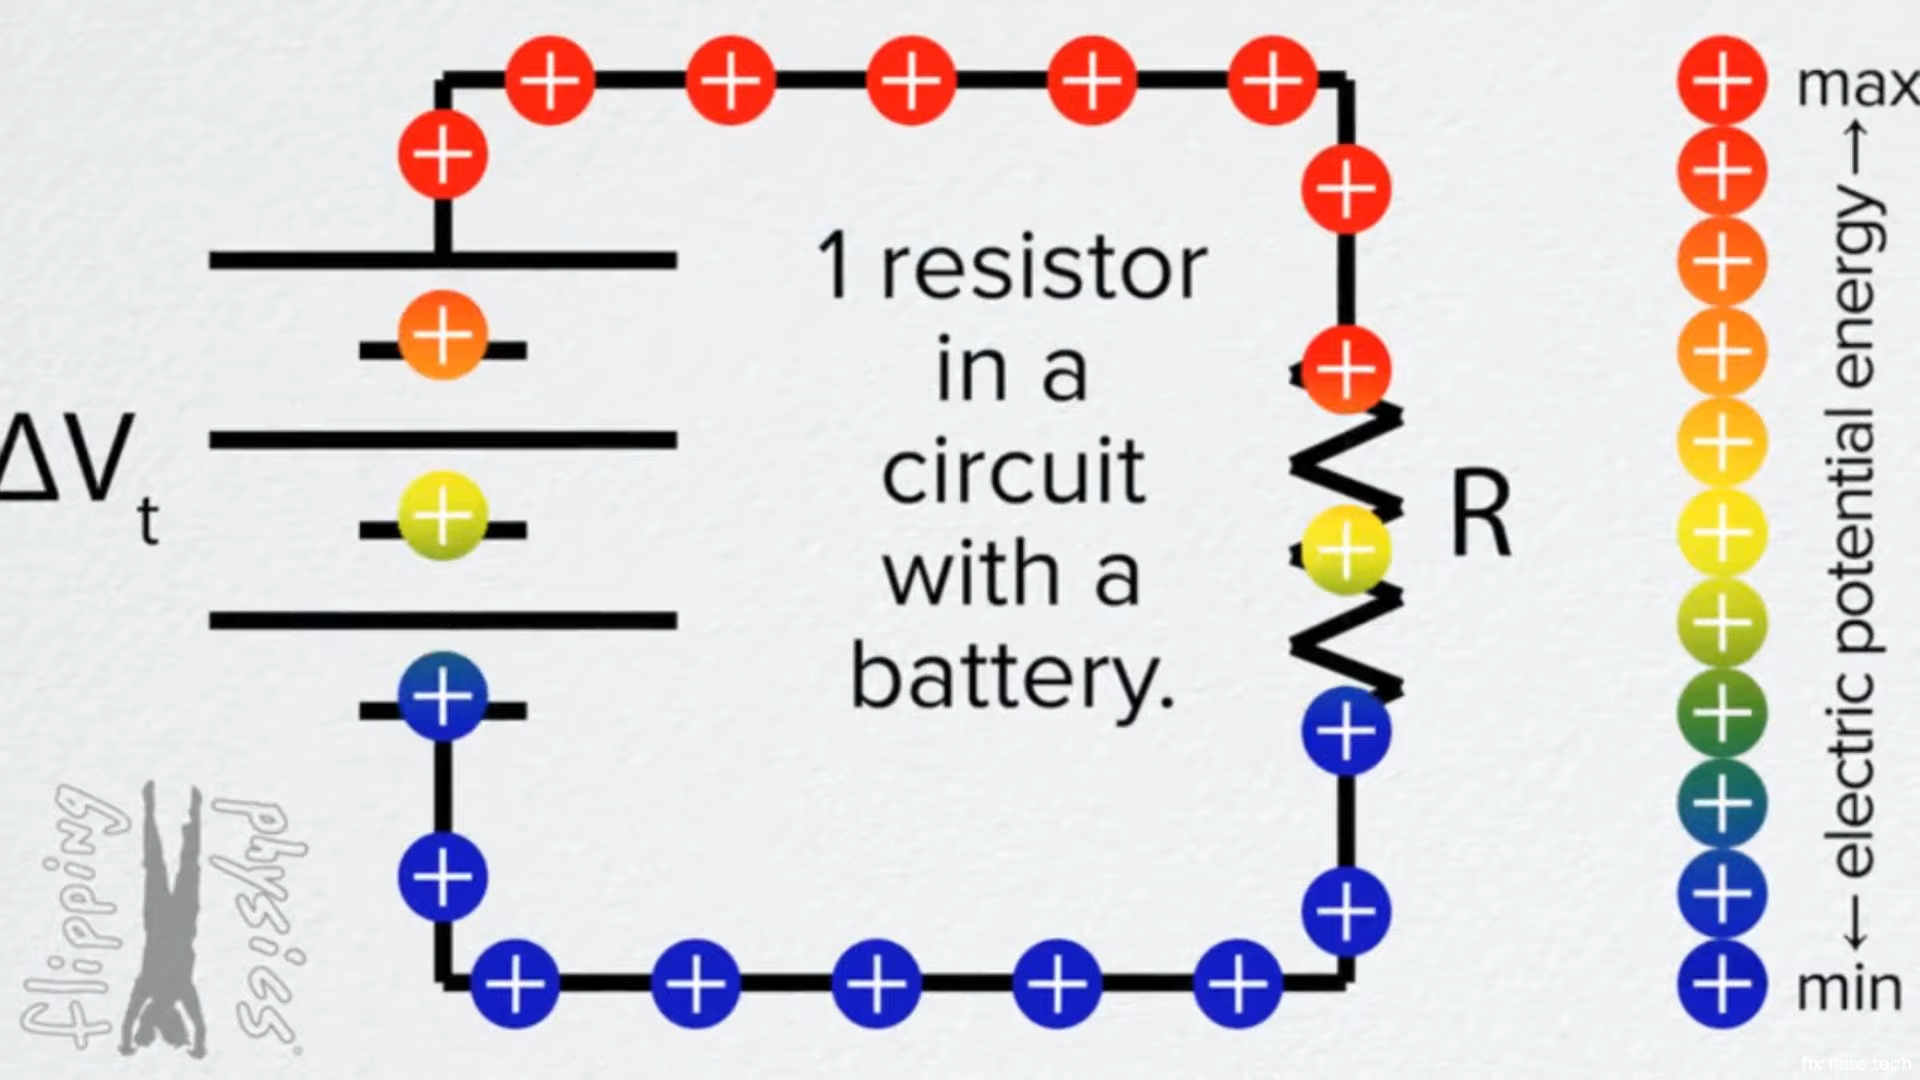 max
1 resistor
in a
circuit
with a
battery.
ΔV
t
R
← electric potential energy →
min
flipping
physics.